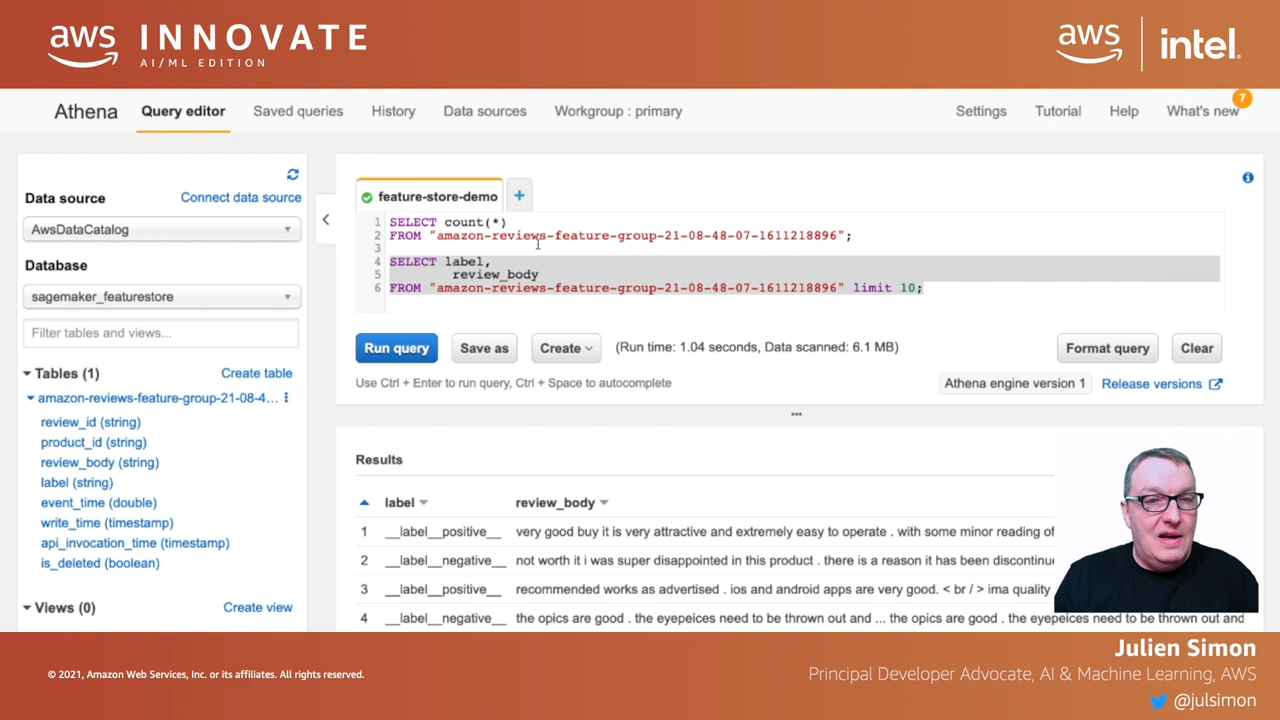 aws INNOVATE
AI/ML EDITION
aws intel.
Athena Query editor Saved queries History Data sources Workgroup : primary Settings Tutorial Help What's new 7
Data source Connect data source
AwsDataCatalog
Database
sagemaker_featurestore
Filter tables and views...
Tables (1) Create table
amazon-reviews-feature-group-21-08-4...
review_id (string)
product_id (string)
review_body (string)
label (string)
event_time (double)
write_time (timestamp)
api_invocation_time (timestamp)
is_deleted (boolean)
Views (0) Create view
feature-store-demo +
1 SELECT count(*)
2 FROM "amazon-reviews-feature-group-21-08-48-07-1611218896";
3
4 SELECT label,
5 review_body
6 FROM "amazon-reviews-feature-group-21-08-48-07-1611218896" limit 10;
Run query Save as Create (Run time: 1.04 seconds, Data scanned: 6.1 MB) Format query Clear
Use Ctrl + Enter to run query, Ctrl + Space to autocomplete Athena engine version 1 Release versions
Results
label review_body
1 __label__positive__ very good buy it is very attractive and extremely easy to operate . with some minor reading of
2 __label__negative__ not worth it i was super disappointed in this product . there is a reason it has been discontinue
3 __label__positive__ recommended works as advertised . ios and android apps are very good. < br / > ima quality
4 __label__negative__ the opics are good . the eyepeices need to be thrown out and ... the opics are good . the eyepeices need to be thrown out and
Julien Simon
Principal Developer Advocate, AI & Machine Learning, AWS
@julsimon
© 2021, Amazon Web Services, Inc. or its affiliates. All rights reserved.